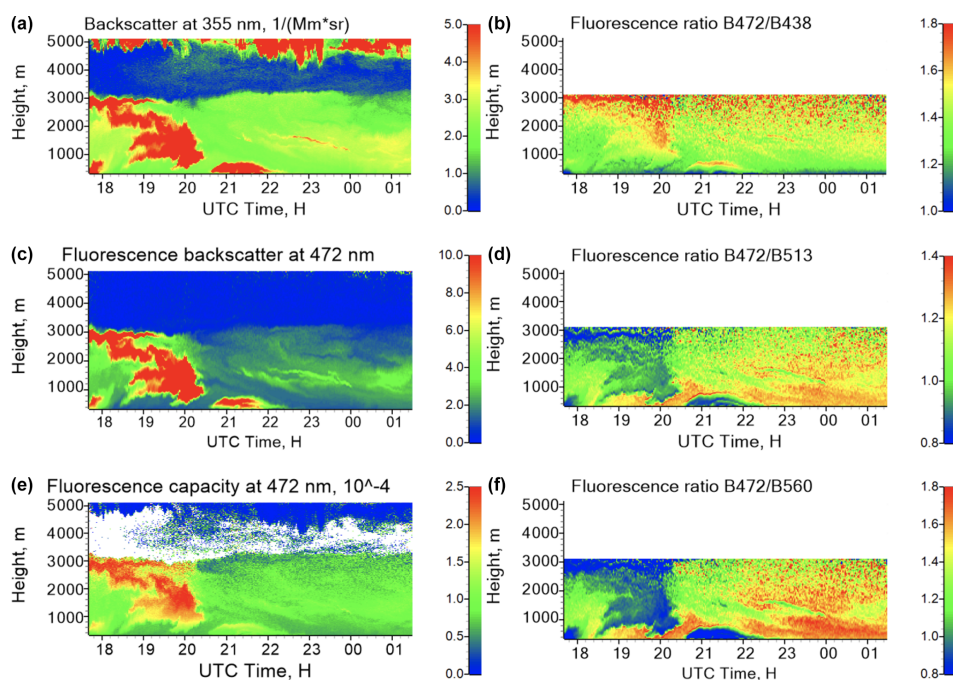 (a) Backscatter at 355 nm, 1/(Mm*sr)
Height, m
5000
4000
3000
2000
1000
18 19 20 21 22 23 00 01
UTC Time, H
5.0
4.0
3.0
2.0
1.0
0.0
(b) Fluorescence ratio B472/B438
Height, m
5000
4000
3000
2000
1000
18 19 20 21 22 23 00 01
UTC Time, H
1.8
1.6
1.4
1.2
1.0
(c) Fluorescence backscatter at 472 nm
Height, m
5000
4000
3000
2000
1000
18 19 20 21 22 23 00 01
UTC Time, H
10.0
8.0
6.0
4.0
2.0
0.0
(d) Fluorescence ratio B472/B513
Height, m
5000
4000
3000
2000
1000
18 19 20 21 22 23 00 01
UTC Time, H
1.4
1.2
1.0
0.8
(e) Fluorescence capacity at 472 nm, 10^-4
Height, m
5000
4000
3000
2000
1000
18 19 20 21 22 23 00 01
UTC Time, H
2.5
2.0
1.5
1.0
0.5
0.0
(f) Fluorescence ratio B472/B560
Height, m
5000
4000
3000
2000
1000
18 19 20 21 22 23 00 01
UTC Time, H
1.8
1.6
1.4
1.2
1.0
0.8